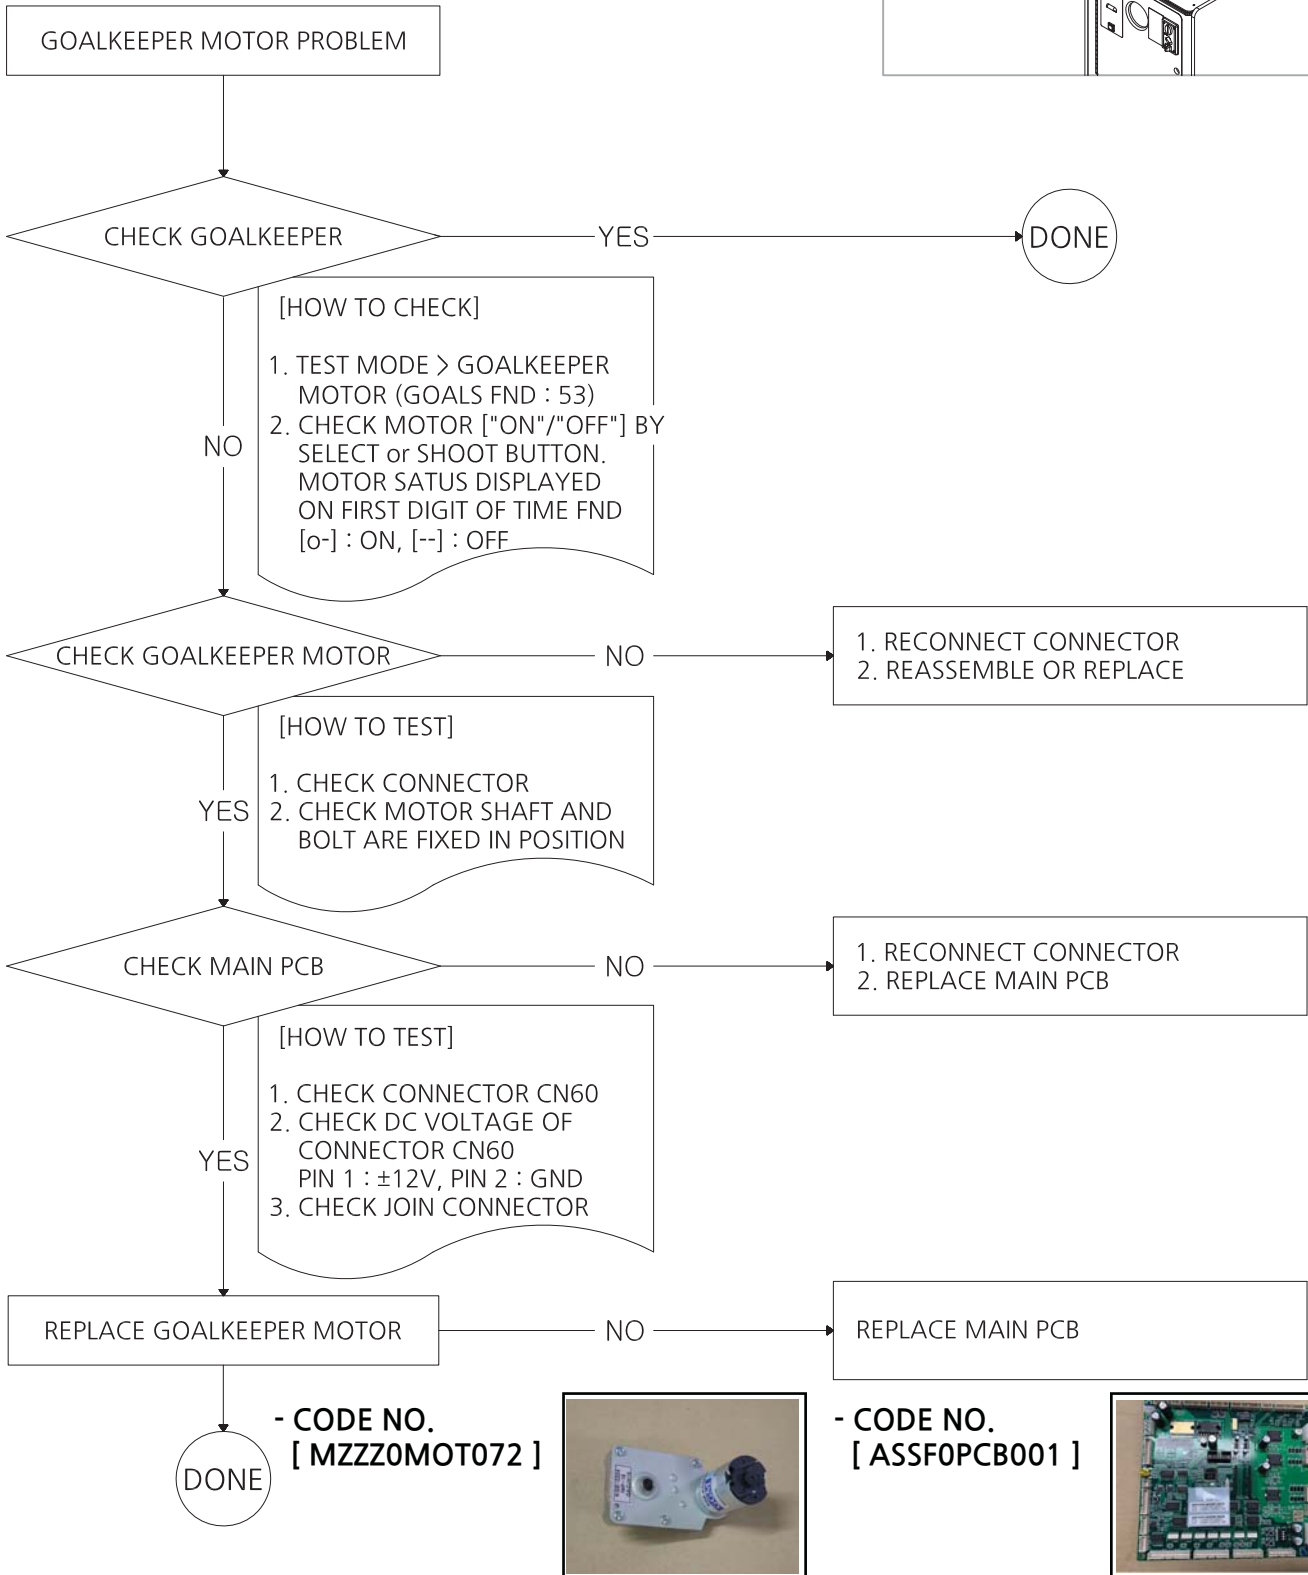 GOALKEEPER MOTOR PROBLEM
CHECK GOALKEEPER
YES
DONE
[HOW TO CHECK]
1. TEST MODE > GOALKEEPER
MOTOR (GOALS FND : 53)
2. CHECK MOTOR ["ON"/"OFF"] BY
SELECT or SHOOT BUTTON.
MOTOR SATUS DISPLAYED
ON FIRST DIGIT OF TIME FND
[o-] : ON, [--] : OFF
NO
CHECK GOALKEEPER MOTOR
NO
1. RECONNECT CONNECTOR
2. REASSEMBLE OR REPLACE
[HOW TO TEST]
1. CHECK CONNECTOR
2. CHECK MOTOR SHAFT AND
BOLT ARE FIXED IN POSITION
YES
CHECK MAIN PCB
NO
1. RECONNECT CONNECTOR
2. REPLACE MAIN PCB
[HOW TO TEST]
1. CHECK CONNECTOR CN60
2. CHECK DC VOLTAGE OF
CONNECTOR CN60
PIN 1 : ±12V, PIN 2 : GND
3. CHECK JOIN CONNECTOR
YES
REPLACE GOALKEEPER MOTOR
NO
REPLACE MAIN PCB
DONE
- CODE NO.
[ MZZZ0MOT072 ]
- CODE NO.
[ ASSF0PCB001 ]